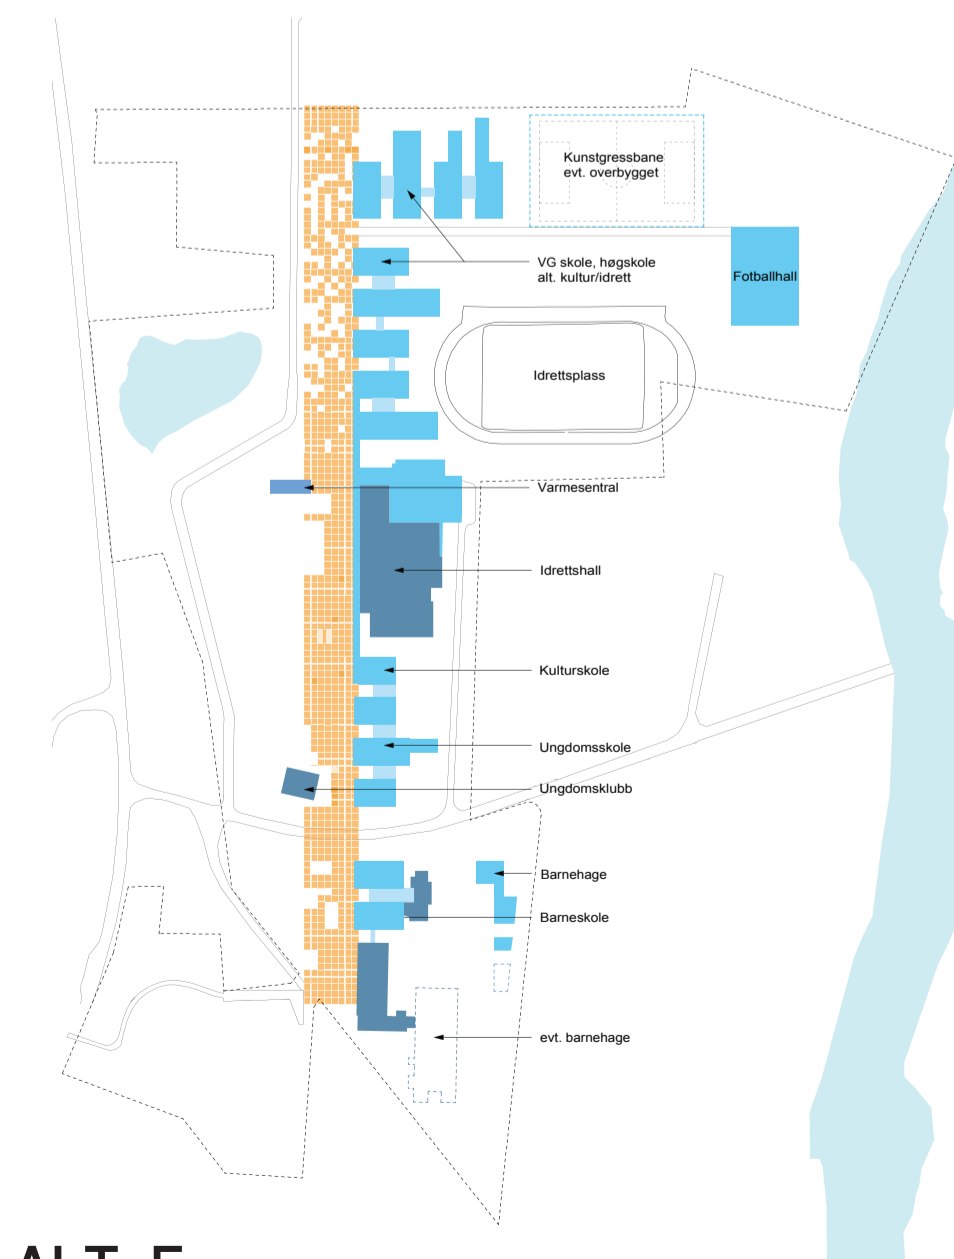 Kunstgressbane
evt. overbygget
VG skole, høgskole
alt. kultur/idrett
Fotballhall
Idrettsplass
Varmesentral
Idrettshall
Kulturskole
Ungdomsskole
Ungdomsklubb
Barnehage
Barneskole
evt. barnehage